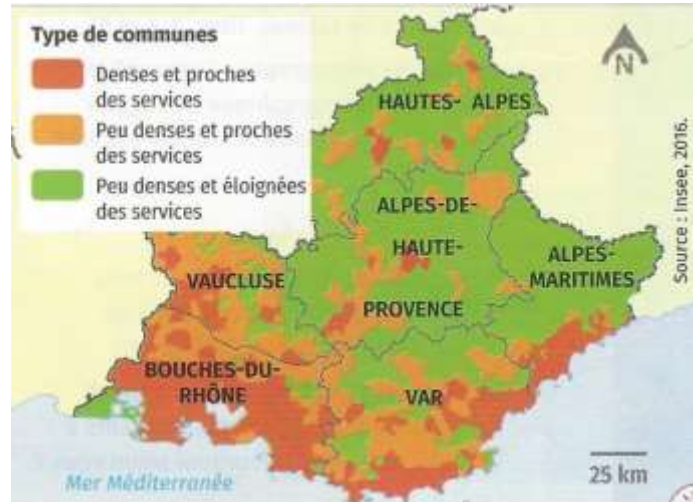 Type de communes
Denses et proches
des services
Peu denses et proches
des services
Peu denses et éloignées
des services
N
HAUTES- ALPES
ALPES-DE-
HAUTE-
PROVENCE
ALPES-
MARITIMES
VAUCLUSE
BOUCHES-DU-
RHÔNE
VAR
Mer Méditerranée
25 km
Source : Insee, 2016.